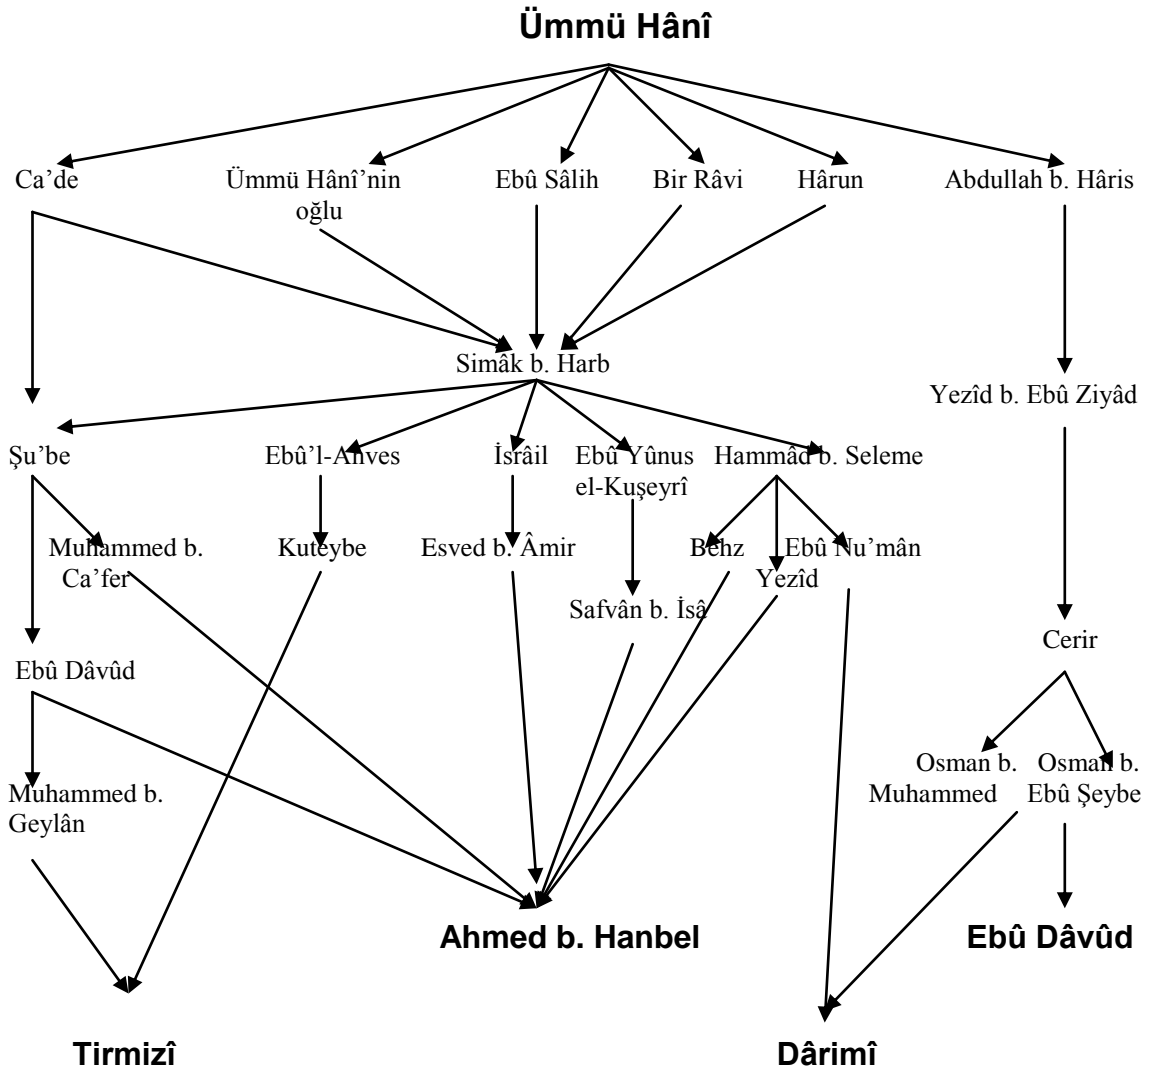 Ümmü Hânî
Ca’de
Ümmü Hânî’nin
oğlu
Ebû Sâlih
Bir Râvi
Hârun
Abdullah b. Hâris
Simâk b. Harb
Yezîd b. Ebû Ziyâd
Şu’be
Ebû’l-Ahves
İsrâil
Ebû Yûnus
el-Kuşeyrî
Hammâd b. Seleme
Muhammed b.
Ca’fer
Kuteybe
Esved b. Âmir
Behz
Yezîd
Ebû Nu’mân
Safvân b. İsâ
Cerir
Ebû Dâvûd
Osman b.
Muhammed
Osman b.
Ebû Şeybe
Muhammed b.
Geylân
Ahmed b. Hanbel
Ebû Dâvûd
Tirmizî
Dârimî